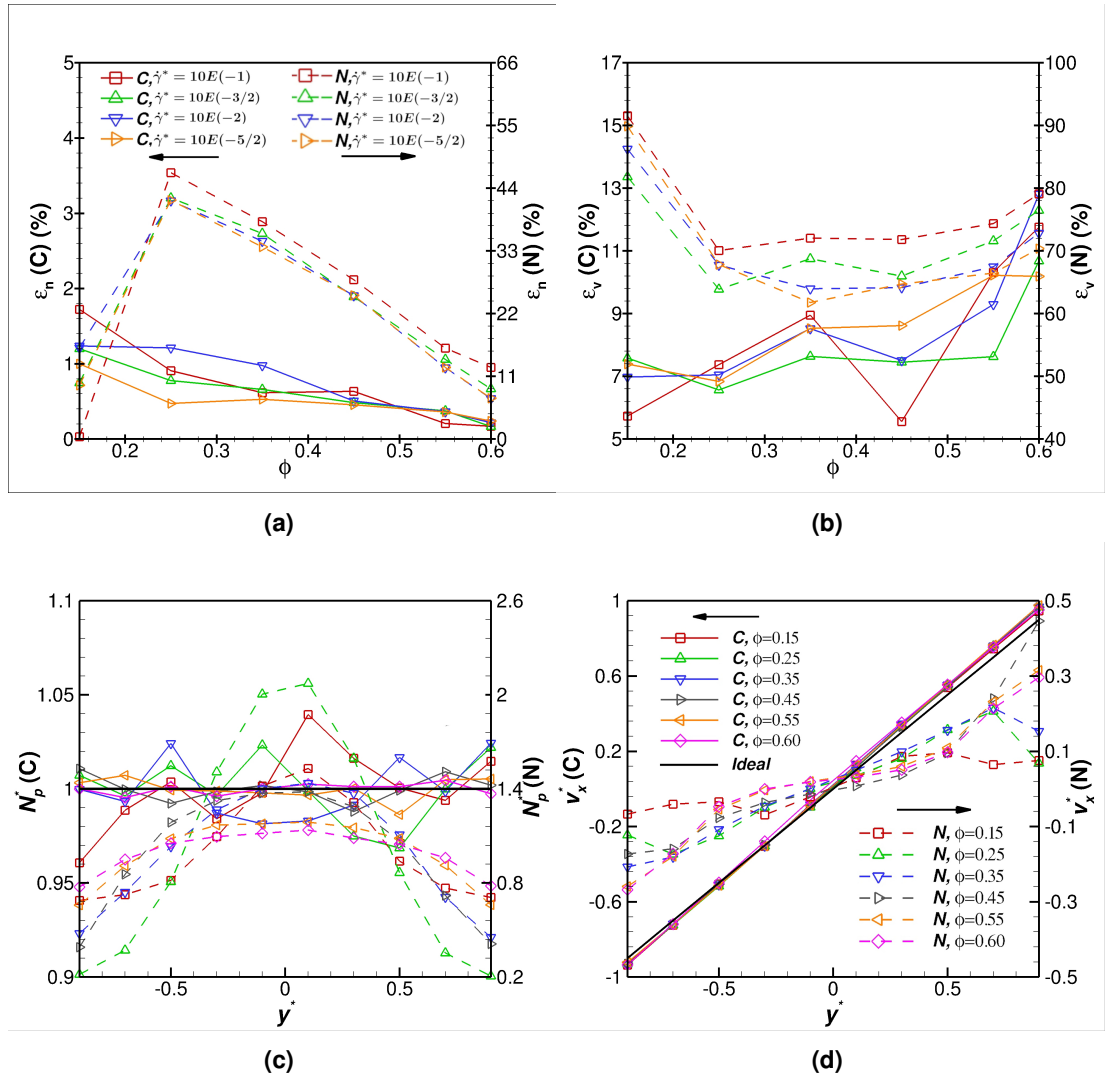 5
4
3
2
1
0
ε_n (C) (%)
66
55
44
33
22
11
0
ε_n (N) (%)
C, γ̇* = 10E(−1)
C, γ̇* = 10E(−3/2)
C, γ̇* = 10E(−2)
C, γ̇* = 10E(−5/2)
N, γ̇* = 10E(−1)
N, γ̇* = 10E(−3/2)
N, γ̇* = 10E(−2)
N, γ̇* = 10E(−5/2)
0.2 0.3 0.4 0.5 0.6
ϕ
(a)
17
15
13
11
9
7
5
ε_v (C) (%)
100
90
80
70
60
50
40
ε_v (N) (%)
0.2 0.3 0.4 0.5 0.6
ϕ
(b)
1.1
1.05
1
0.95
0.9
N*_p (C)
2.6
2
1.4
0.8
0.2
N*_p (N)
-0.5 0 0.5
y*
(c)
1
0.6
0.2
-0.2
-0.6
-1
v*_x (C)
0.5
0.3
0.1
-0.1
-0.3
-0.5
v*_x (N)
C, ϕ=0.15
C, ϕ=0.25
C, ϕ=0.35
C, ϕ=0.45
C, ϕ=0.55
C, ϕ=0.60
Ideal
N, ϕ=0.15
N, ϕ=0.25
N, ϕ=0.35
N, ϕ=0.45
N, ϕ=0.55
N, ϕ=0.60
-0.5 0 0.5
y*
(d)